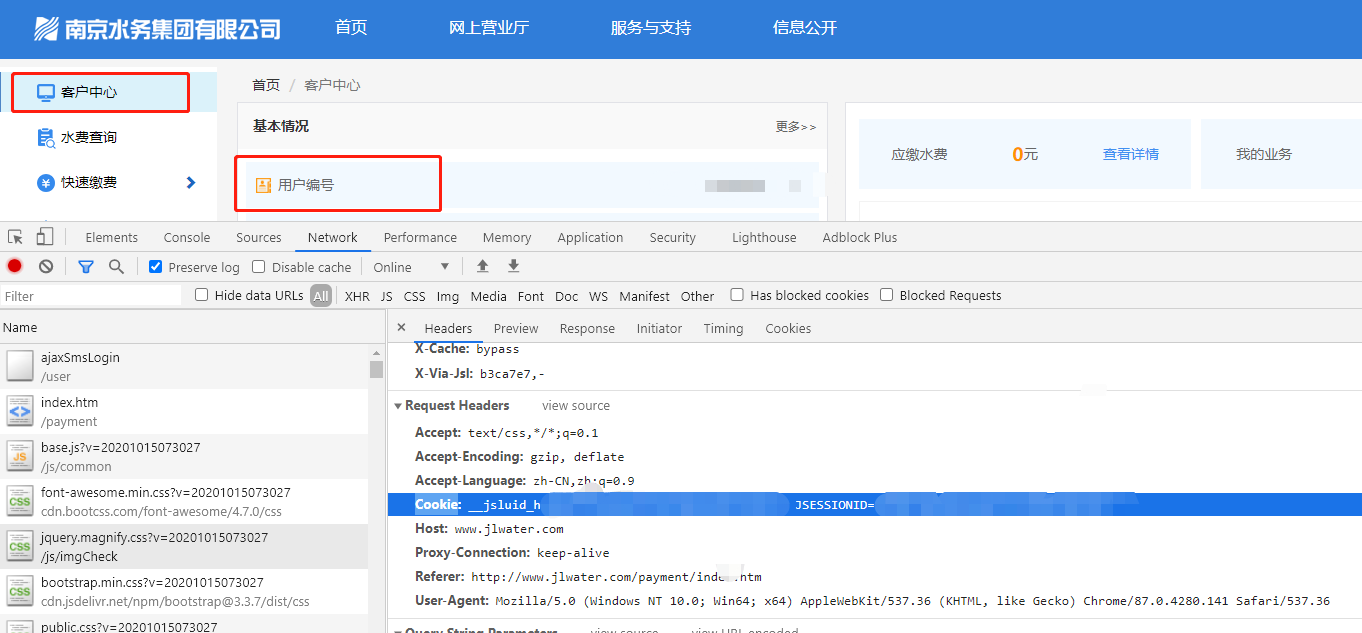 南京水务集团有限公司 首页 网上营业厅 服务与支持 信息公开
客户中心
水费查询
快速缴费
首页 / 客户中心
基本情况 更多>>
用户编号
应缴水费 0元 查看详情 我的业务
Elements Console Sources Network Performance Memory Application Security Lighthouse Adblock Plus
Preserve log Disable cache Online
Filter Hide data URLs All XHR JS CSS Img Media Font Doc WS Manifest Other Has blocked cookies Blocked Requests
Name
ajaxSmsLogin
/user
index.htm
/payment
base.js?v=20201015073027
/js/common
font-awesome.min.css?v=20201015073027
cdn.bootcss.com/font-awesome/4.7.0/css
jquery.magnify.css?v=20201015073027
/js/imgCheck
bootstrap.min.css?v=20201015073027
cdn.jsdelivr.net/npm/bootstrap@3.3.7/dist/css
public.css?v=20201015073027
× Headers Preview Response Initiator Timing Cookies
X-Cache: bypass
X-Via-Jsl: b3ca7e7,-
Request Headers view source
Accept: text/css,*/*;q=0.1
Accept-Encoding: gzip, deflate
Accept-Language: zh-CN,zh;q=0.9
Cookie: __jsluid_h JSESSIONID=
Host: www.jlwater.com
Proxy-Connection: keep-alive
Referer: http://www.jlwater.com/payment/index.htm
User-Agent: Mozilla/5.0 (Windows NT 10.0; Win64; x64) AppleWebKit/537.36 (KHTML, like Gecko) Chrome/87.0.4280.141 Safari/537.36
Query String Parameters view source view URL encoded